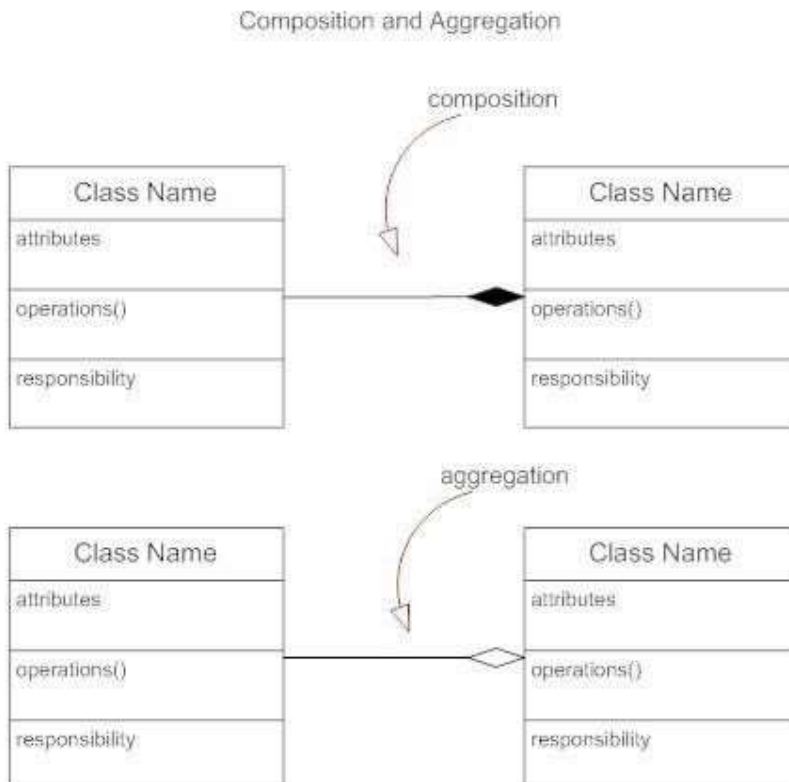 Composition and Aggregation
composition
Class Name
attributes
operations()
responsibility
Class Name
attributes
operations()
responsibility
aggregation
Class Name
attributes
operations()
responsibility
Class Name
attributes
operations()
responsibility